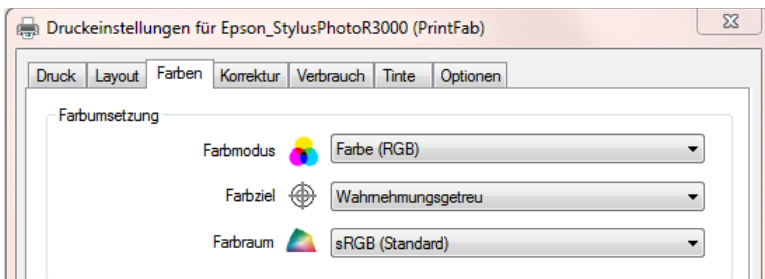 Druckeinstellungen für Epson_StylusPhotoR3000 (PrintFab)
Druck Layout Farben Korrektur Verbrauch Tinte Optionen
Farbumsetzung
Farbmodus Farbe (RGB)
Farbziel Wahrnehmungsgetreu
Farbraum sRGB (Standard)